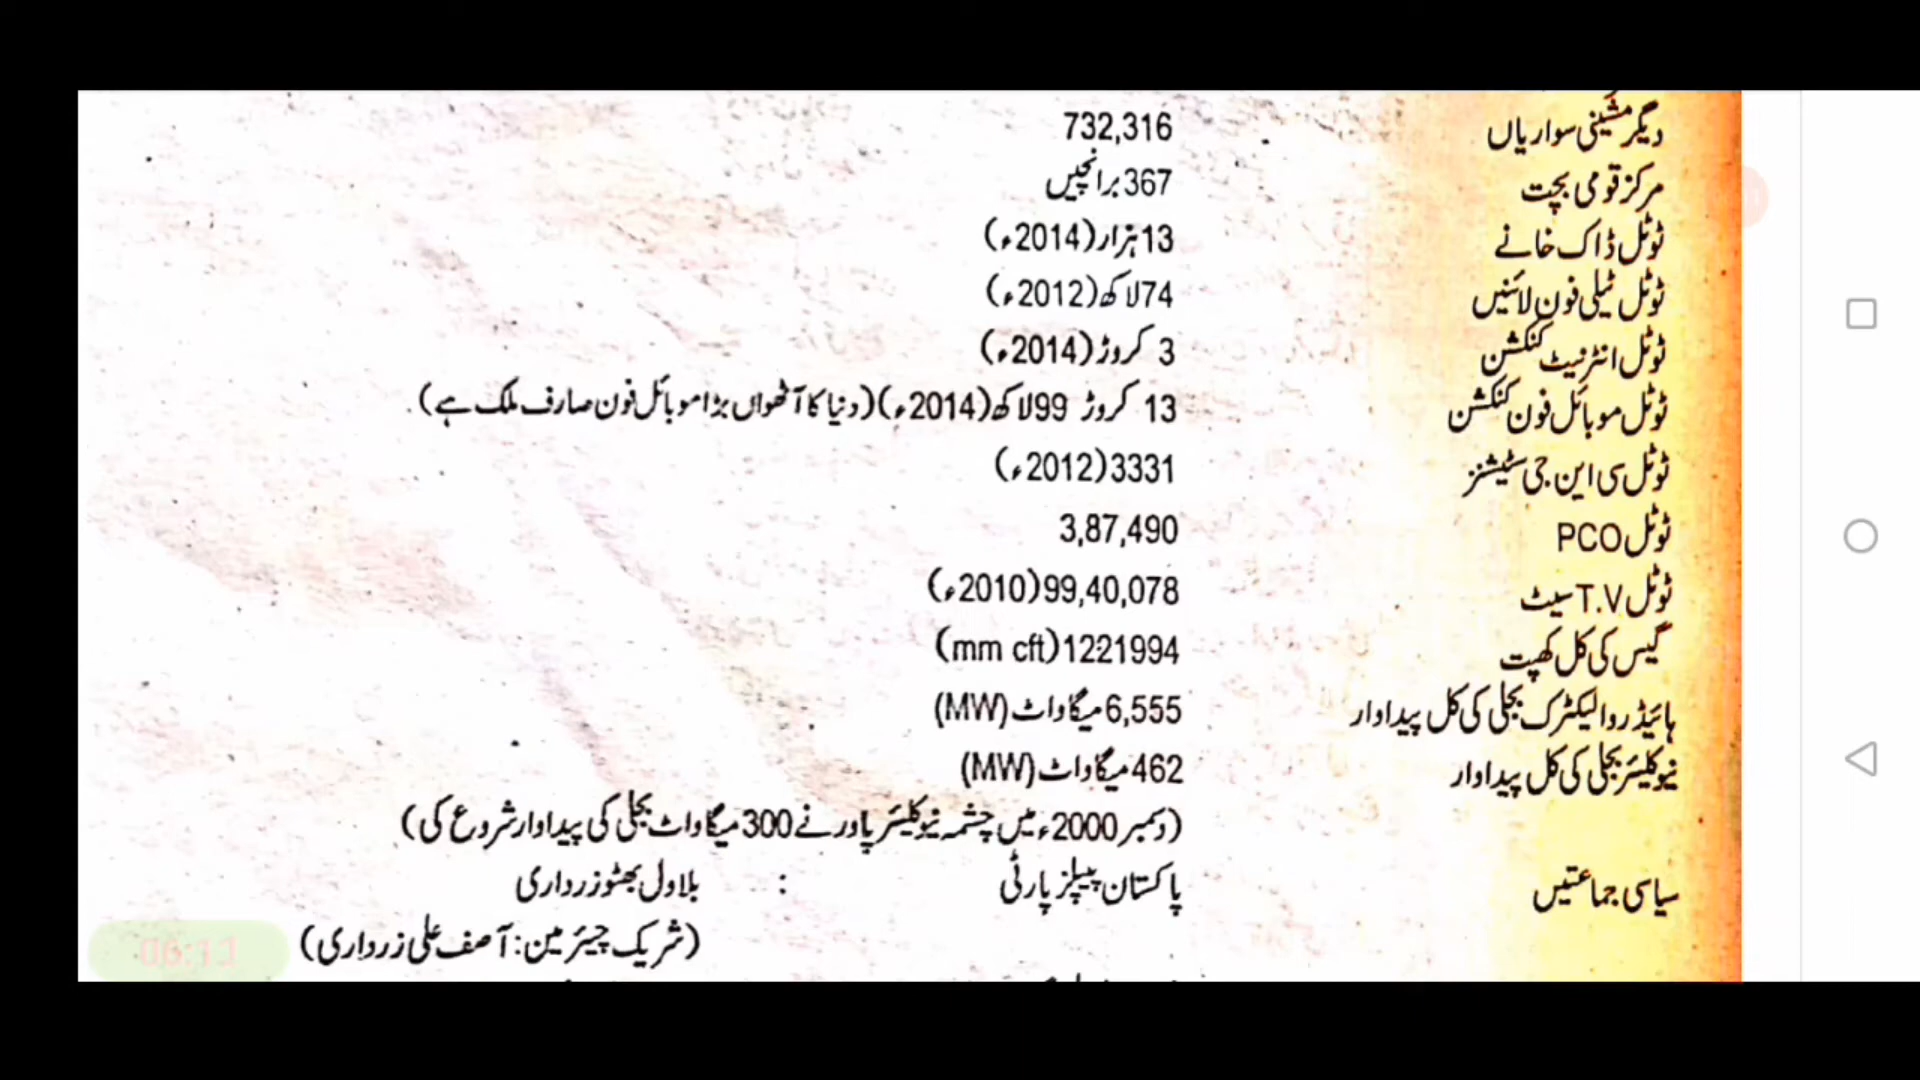 دیگر مشینی سواریاں 732,316
مرکز قومی بچت 367 برانچیں
ٹوٹل ڈاک خانے 13 ہزار (2014ء)
ٹوٹل ٹیلی فون لائنیں 74 لاکھ (2012ء)
ٹوٹل انٹرنیٹ کنکشن 3 کروڑ (2014ء)
ٹوٹل موبائل فون کنکشن 13 کروڑ 99 لاکھ (2014ء) (دنیا کا آٹھواں بڑا موبائل فون صارف ملک ہے)۔
ٹوٹل سی این جی سٹیشنز 3331 (2012ء)
ٹوٹل PCO 3,87,490
ٹوٹل T.V سیٹ 99,40,078 (2010ء)
گیس کی کل کھپت 1221994 (mm cft)
ہائیڈرو الیکٹرک بجلی کی کل پیداوار 6,555 میگاواٹ (MW)
نیوکلیئر بجلی کی کل پیداوار 462 میگاواٹ (MW)
(دسمبر 2000ء میں چشمہ نیوکلیئر پاور نے 300 میگاواٹ بجلی کی پیداوار شروع کی)
سیاسی جماعتیں پاکستان پیپلز پارٹی : بلاول بھٹو زرداری
(شریک چیئرمین: آصف علی زرداری)
06:11